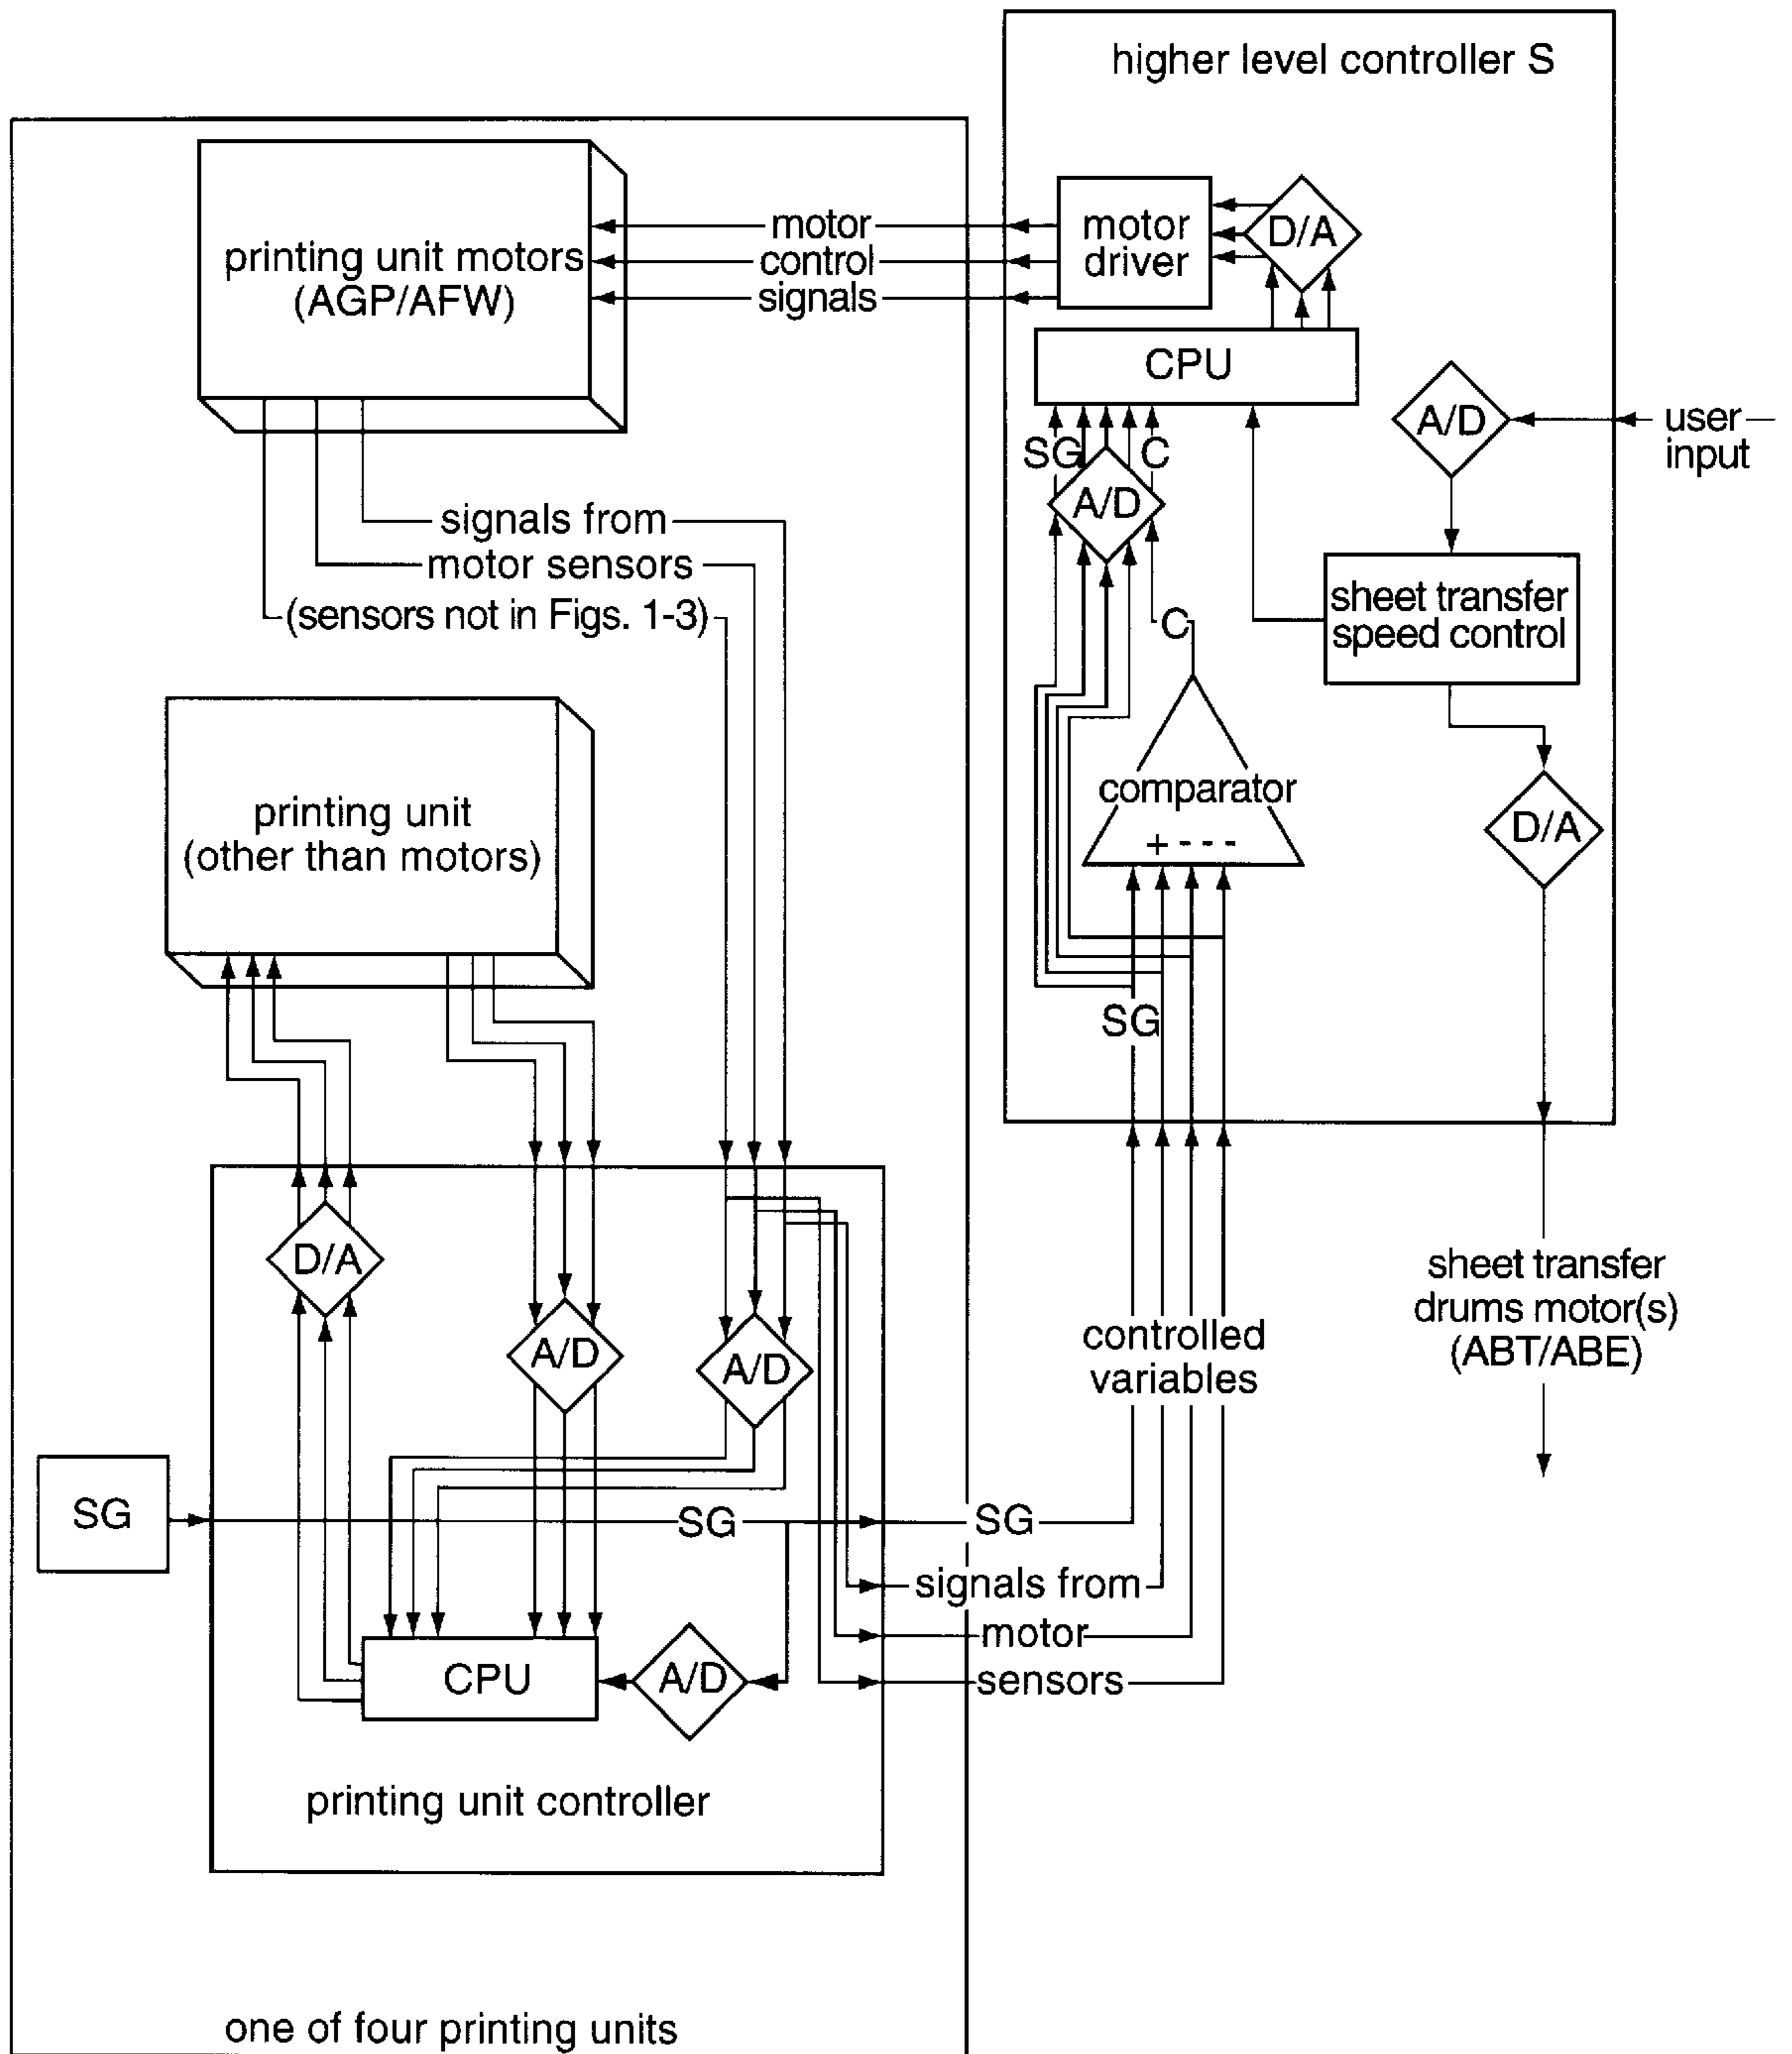 higher level controller S
printing unit motors
(AGP/AFW)
motor
control
signals
motor
driver
D/A
CPU
A/D
user
input
SG
C
A/D
signals from
motor sensors
(sensors not in Figs. 1-3)
sheet transfer
speed control
C
comparator
+ - - -
D/A
printing unit
(other than motors)
SG
D/A
A/D
A/D
controlled
variables
sheet transfer
drums motor(s)
(ABT/ABE)
SG
SG
SG
signals from
motor
sensors
CPU
A/D
printing unit controller
one of four printing units